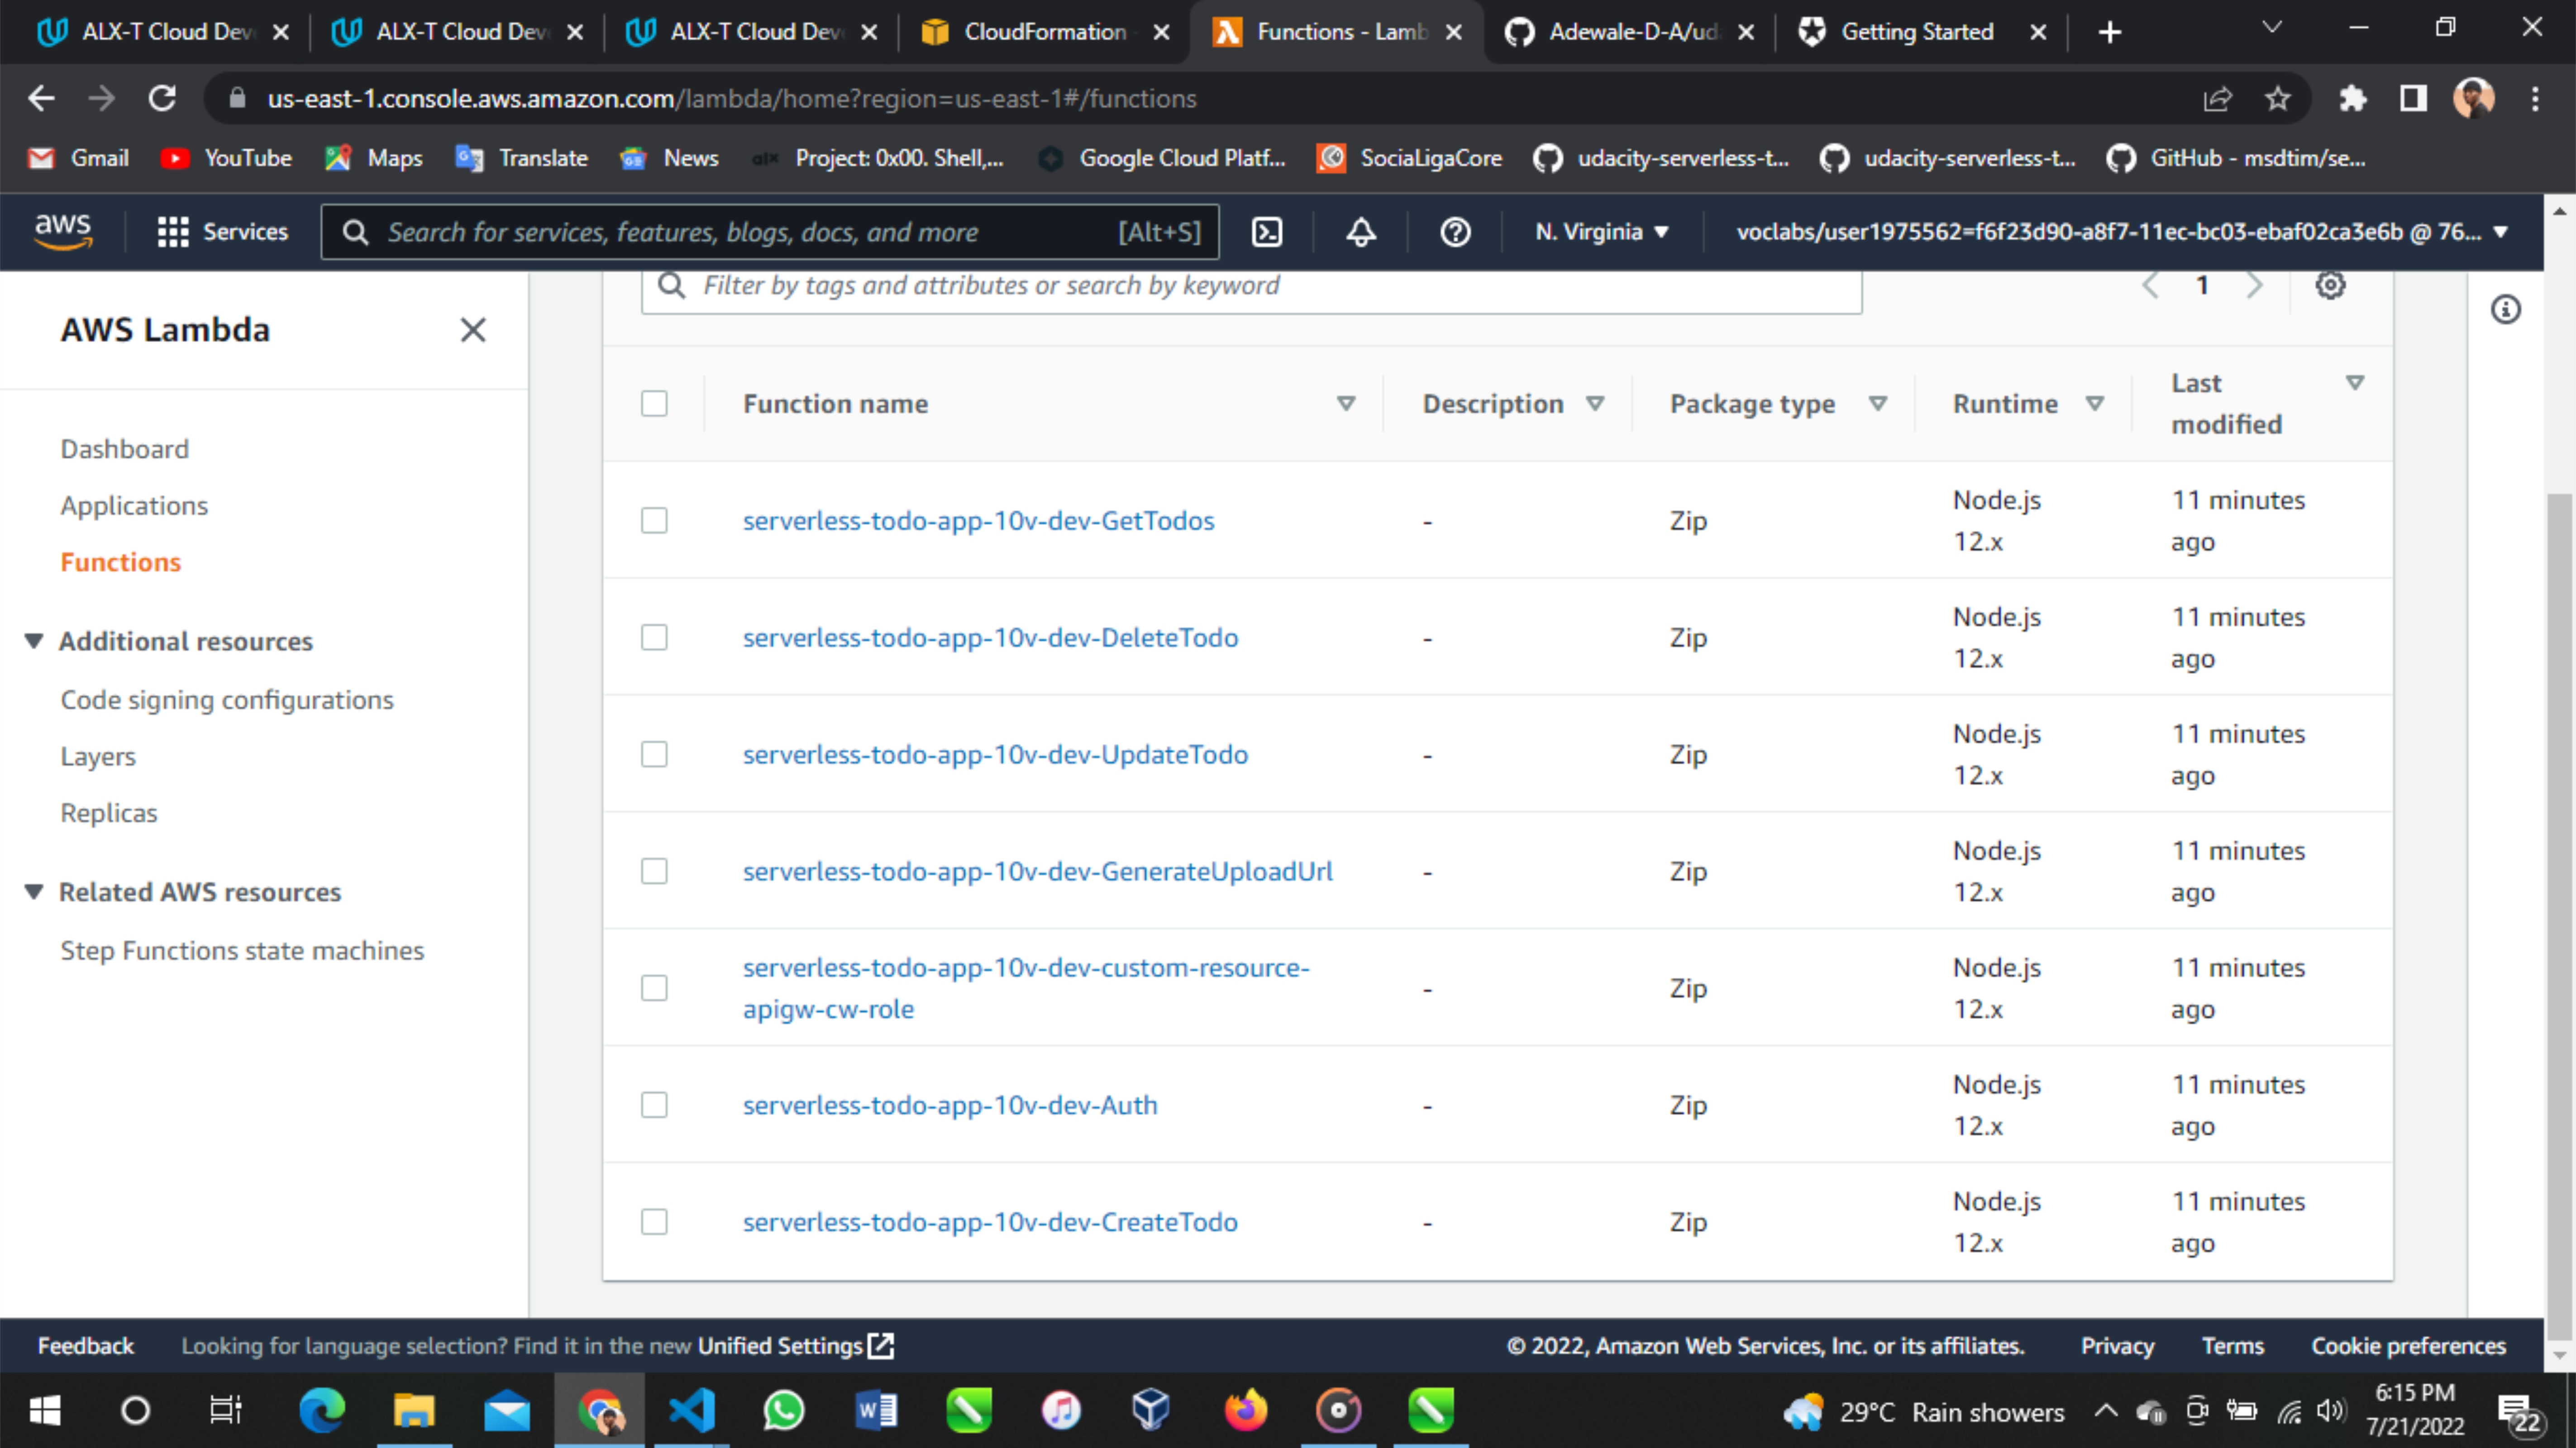 ALX-T Cloud Dev
ALX-T Cloud Dev
ALX-T Cloud Dev
CloudFormation
Functions - Lamb
Adewale-D-A/ud
Getting Started
us-east-1.console.aws.amazon.com/lambda/home?region=us-east-1#/functions
Gmail
YouTube
Maps
Translate
News
alx
Project: 0x00. Shell,...
Google Cloud Platf...
SociaLigaCore
udacity-serverless-t...
udacity-serverless-t...
GitHub - msdtim/se...
aws
Services
Search for services, features, blogs, docs, and more
[Alt+S]
N. Virginia
voclabs/user1975562=f6f23d90-a8f7-11ec-bc03-ebaf02ca3e6b @ 76...
AWS Lambda
Dashboard
Applications
Functions
Additional resources
Code signing configurations
Layers
Replicas
Related AWS resources
Step Functions state machines
Filter by tags and attributes or search by keyword
1
Function name
Description
Package type
Runtime
Last
modified
serverless-todo-app-10v-dev-GetTodos
-
Zip
Node.js
12.x
11 minutes
ago
serverless-todo-app-10v-dev-DeleteTodo
-
Zip
Node.js
12.x
11 minutes
ago
serverless-todo-app-10v-dev-UpdateTodo
-
Zip
Node.js
12.x
11 minutes
ago
serverless-todo-app-10v-dev-GenerateUploadUrl
-
Zip
Node.js
12.x
11 minutes
ago
serverless-todo-app-10v-dev-custom-resource-
apigw-cw-role
-
Zip
Node.js
12.x
11 minutes
ago
serverless-todo-app-10v-dev-Auth
-
Zip
Node.js
12.x
11 minutes
ago
serverless-todo-app-10v-dev-CreateTodo
-
Zip
Node.js
12.x
11 minutes
ago
Feedback
Looking for language selection? Find it in the new Unified Settings
© 2022, Amazon Web Services, Inc. or its affiliates.
Privacy
Terms
Cookie preferences
29°C Rain showers
6:15 PM
7/21/2022
22